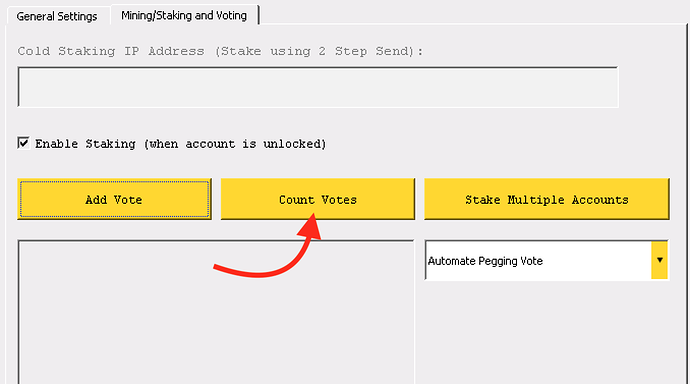 General Settings
Mining/Staking and Voting
Cold Staking IP Address (Stake using 2 Step Send):
Enable Staking (when account is unlocked)
Add Vote
Count Votes
Stake Multiple Accounts
Automate Pegging Vote